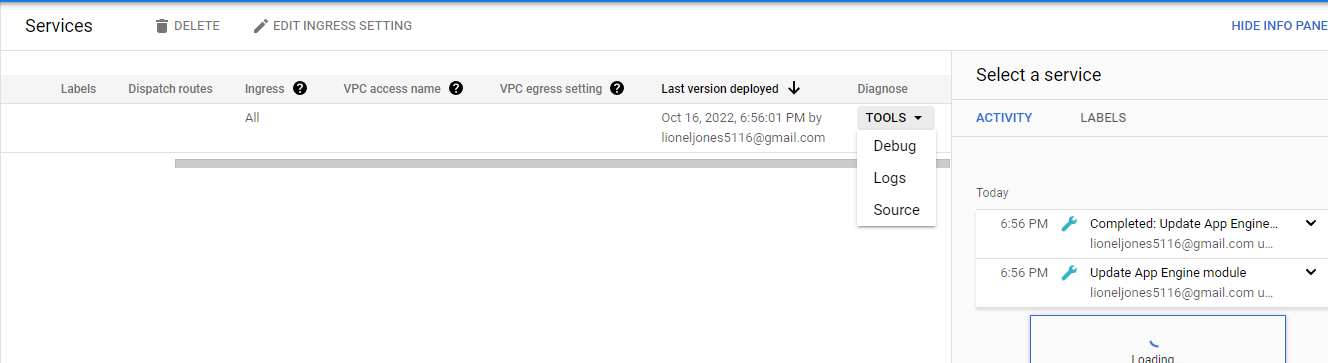 Services
DELETE
EDIT INGRESS SETTING
HIDE INFO PANE
Labels Dispatch routes Ingress ? VPC access name ? VPC egress setting ? Last version deployed Diagnose
All
Oct 16, 2022, 6:56:01 PM by
lioneljones5116@gmail.com
TOOLS
Debug
Logs
Source
Select a service
ACTIVITY
LABELS
Today
6:56 PM Completed: Update App Engine...
lioneljones5116@gmail.com u...
6:56 PM Update App Engine module
lioneljones5116@gmail.com u...
Loading